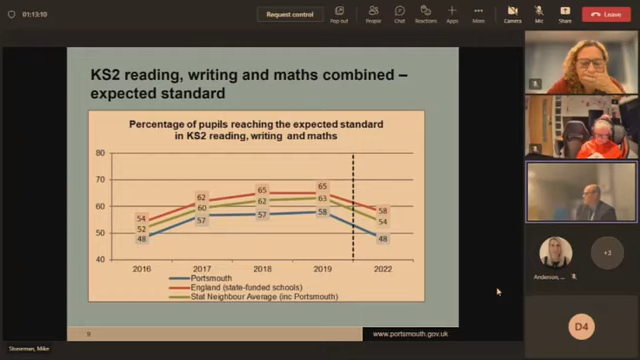 01:13:10
Request control
Pop out
People
Chat
Reactions
Apps
More
Camera
Mic
Share
Leave
KS2 reading, writing and maths combined –
expected standard
Percentage of pupils reaching the expected standard
in KS2 reading, writing and maths
80
70
60
50
40
54
52
48
62
60
57
65
62
57
65
63
58
58
54
48
2016
2017
2018
2019
2022
Portsmouth
England (state-funded schools)
Stat Neighbour Average (inc Portsmouth)
9
www.portsmouth.gov.uk
Anderson, ...
+2
D4
Stoneman, Mike